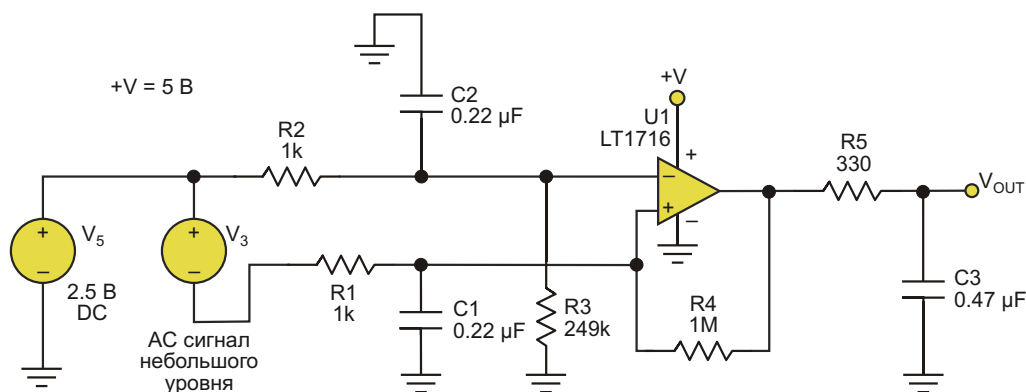 +V = 5 В
C2
0.22 µF
+V
U1
LT1716
R2
1k
R5
330
+
−
+
−
VOUT
+
−
V5
2.5 В
DC
+
−
V3
R1
1k
C1
0.22 µF
R3
249k
R4
1M
C3
0.47 µF
АС сигнал
небольшого
уровня